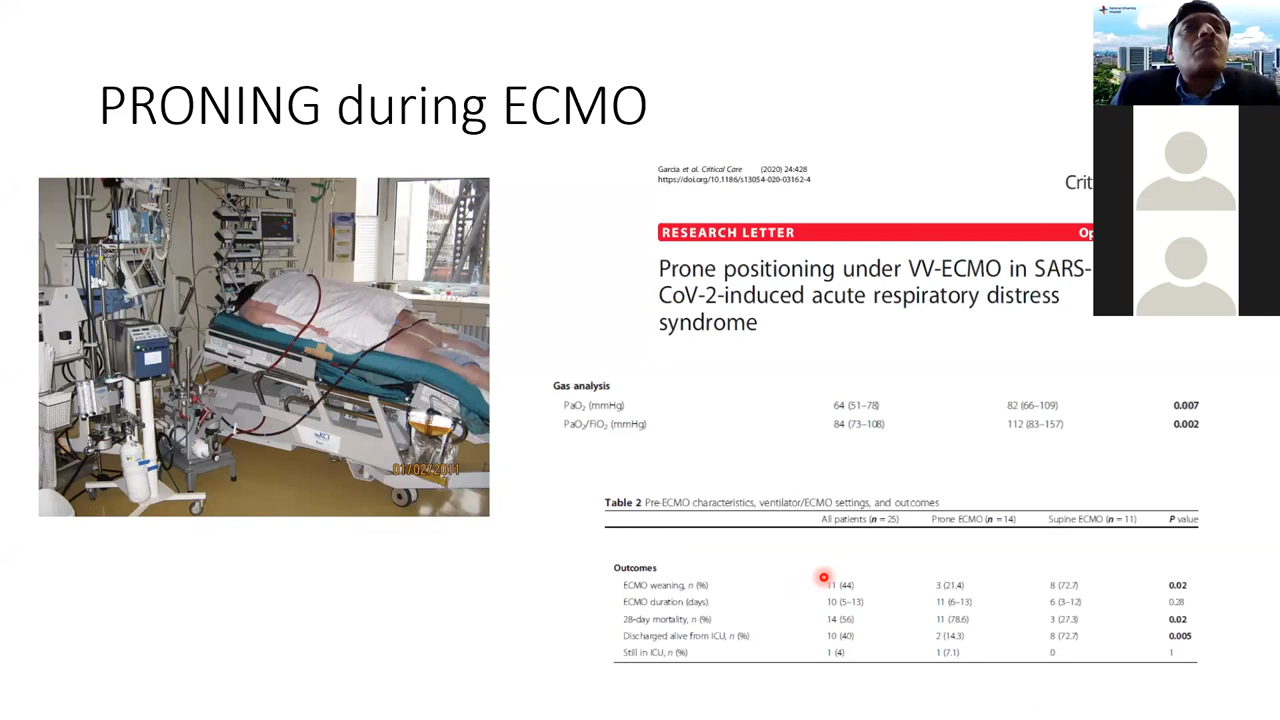 National University
Hospital
PRONING during ECMO
Garcia et al. Critical Care (2020) 24:428
https://doi.org/10.1186/s13054-020-03162-4
Crit
RESEARCH LETTER Op
Prone positioning under VV-ECMO in SARS-
CoV-2-induced acute respiratory distress
syndrome
Gas analysis
PaO2 (mmHg) 64 (51–78) 82 (66–109) 0.007
PaO2/FiO2 (mmHg) 84 (73–108) 112 (83–157) 0.002
KCI
01/02/2011
Table 2 Pre-ECMO characteristics, ventilator/ECMO settings, and outcomes
All patients (n = 25) Prone ECMO (n = 14) Supine ECMO (n = 11) P value
Outcomes
ECMO weaning, n (%) 11 (44) 3 (21.4) 8 (72.7) 0.02
ECMO duration (days) 10 (5–13) 11 (6–13) 6 (3–12) 0.28
28-day mortality, n (%) 14 (56) 11 (78.6) 3 (27.3) 0.02
Discharged alive from ICU, n (%) 10 (40) 2 (14.3) 8 (72.7) 0.005
Still in ICU, n (%) 1 (4) 1 (7.1) 0 1